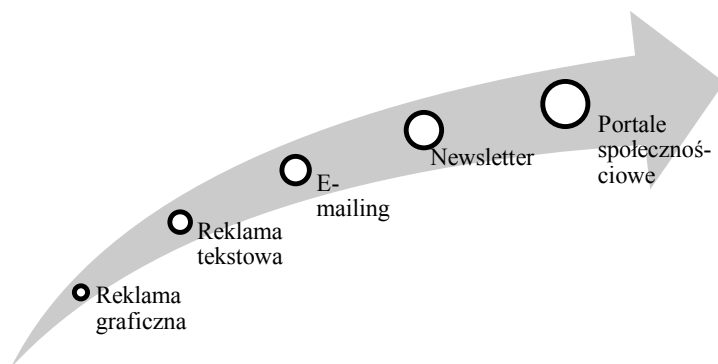 Reklama
graficzna
Reklama
tekstowa
E-
mailing
Newsletter
Portale
społecznoś-
ciowe